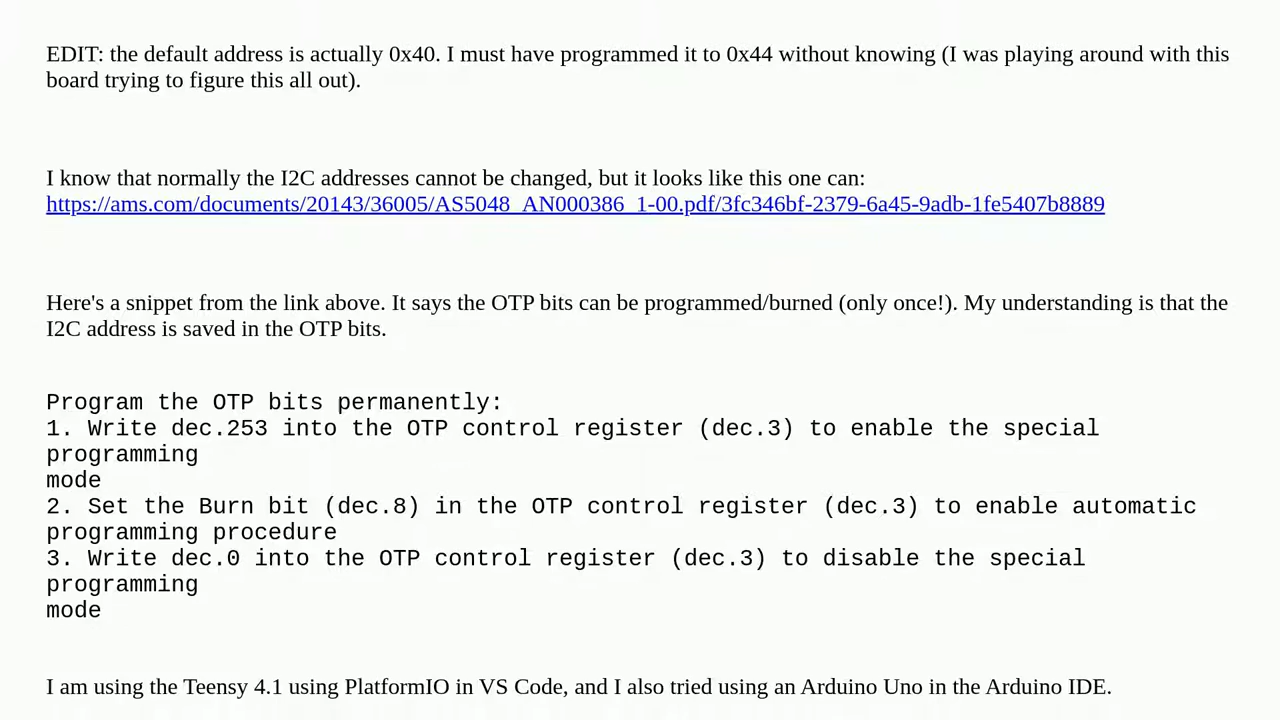 EDIT: the default address is actually 0x40. I must have programmed it to 0x44 without knowing (I was playing around with this
board trying to figure this all out).
I know that normally the I2C addresses cannot be changed, but it looks like this one can:
https://ams.com/documents/20143/36005/AS5048_AN000386_1-00.pdf/3fc346bf-2379-6a45-9adb-1fe5407b8889
Here's a snippet from the link above. It says the OTP bits can be programmed/burned (only once!). My understanding is that the
I2C address is saved in the OTP bits.
Program the OTP bits permanently:
1. Write dec.253 into the OTP control register (dec.3) to enable the special
programming
mode
2. Set the Burn bit (dec.8) in the OTP control register (dec.3) to enable automatic
programming procedure
3. Write dec.0 into the OTP control register (dec.3) to disable the special
programming
mode
I am using the Teensy 4.1 using PlatformIO in VS Code, and I also tried using an Arduino Uno in the Arduino IDE.